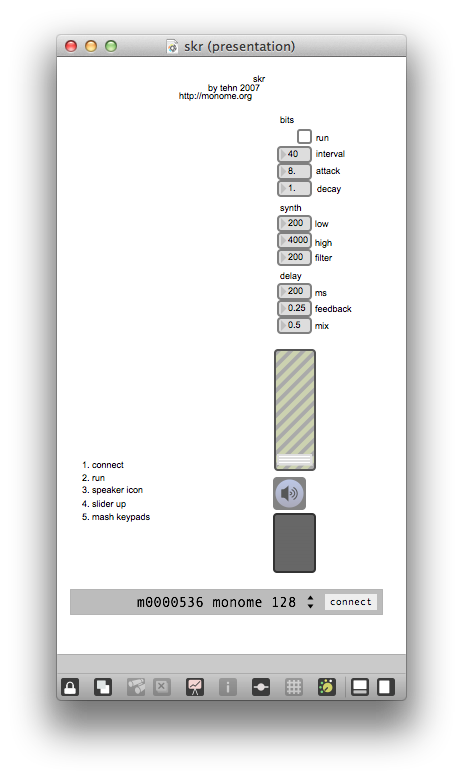 skr (presentation)
skr
by tehn 2007
http://monome.org
bits
run
40 interval
8. attack
1. decay
synth
200 low
4000 high
200 filter
delay
200 ms
0.25 feedback
0.5 mix
1. connect
2. run
3. speaker icon
4. slider up
5. mash keypads
m0000536 monome 128 connect